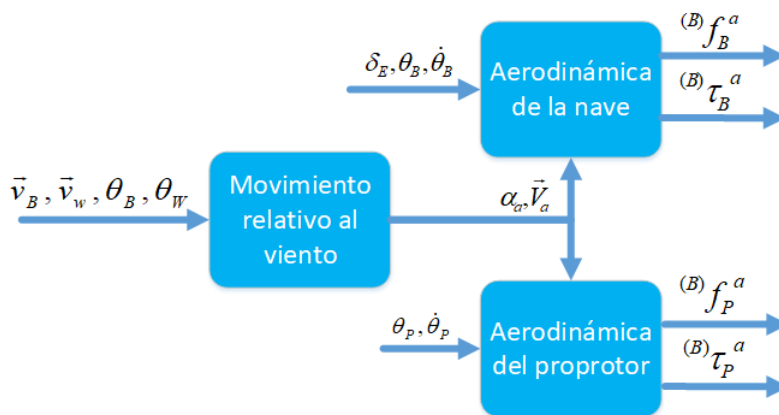 δ_E, θ_B, θ̇_B
Aerodinámica
de la nave
⁽ᴮ⁾f_B^a
⁽ᴮ⁾τ_B^a
v⃗_B, v⃗_w, θ_B, θ_W
Movimiento
relativo al
viento
α_a, V⃗_a
θ_P, θ̇_P
Aerodinámica
del proprotor
⁽ᴮ⁾f_P^a
⁽ᴮ⁾τ_P^a